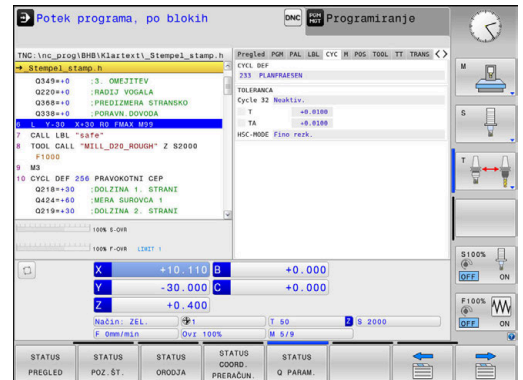 Potek programa, po blokih
DNC
PGM MGT
Programiranje
TNC:\nc_prog\BHB\Klartext\_Stempel_stamp.h
→_Stempel_stamp.h
Q349=+0 ;3. OMEJITEV
Q220=+0 ;RADIJ VOGALA
Q368=+0 ;PREDIZMERA STRANSKO
Q338=+0 ;PORAVN.DOVODA
6 L Y-30 X+30 R0 FMAX M99
7 CALL LBL "safe"
8 TOOL CALL "MILL_D20_ROUGH" Z S2000
F1000
9 M3
10 CYCL DEF 256 PRAVOKOTNI CEP
Q218=+30 ;DOLZINA 1. STRANI
Q424=+60 ;MERA SUROVCA 1
Q219=+30 ;DOLZINA 2. STRANI
100% S-OVR
100% F-OVR LIMIT 1
Pregled PGM PAL LBL CYC M POS TOOL TT TRANS
CYCL DEF
233 PLANFRAESEN
TOLERANCA
Cycle 32 Neaktiv.
T +0.0100
TA +0.0100
HSC-MODE Fino rezk.
X +10.110 B +0.000
Y -30.000 C +0.000
Z +0.400
Način: ŽEL. 1 T 50 Z S 2000
F 0mm/min Ovr 100% M 5/9
M
S
T
S100%
OFF ON
F100%
OFF ON
STATUS PREGLED
STATUS POZ.ŠT.
STATUS ORODJA
STATUS COORD. PRERAČUN.
STATUS Q PARAM.